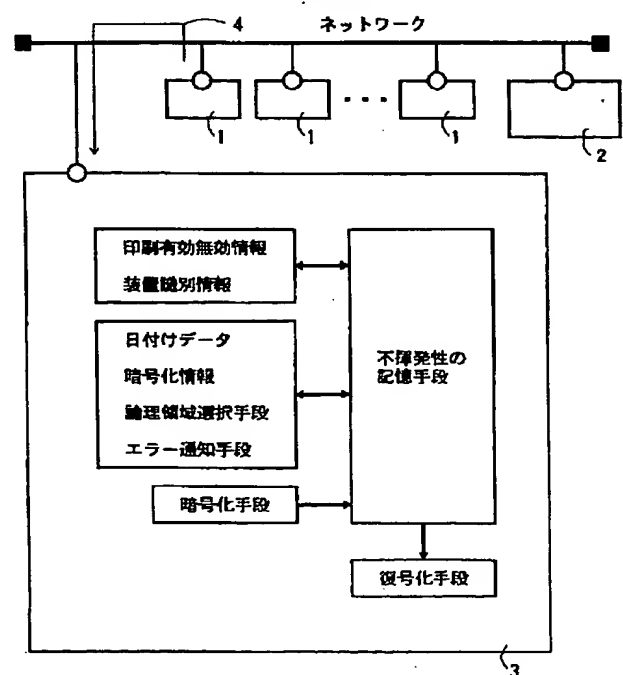 4
ネットワーク
1
1
1
2
印刷有効無効情報
装置識別情報
日付けデータ
暗号化情報
論理領域選択手段
エラー通知手段
不揮発性の
記憶手段
暗号化手段
復号化手段
3